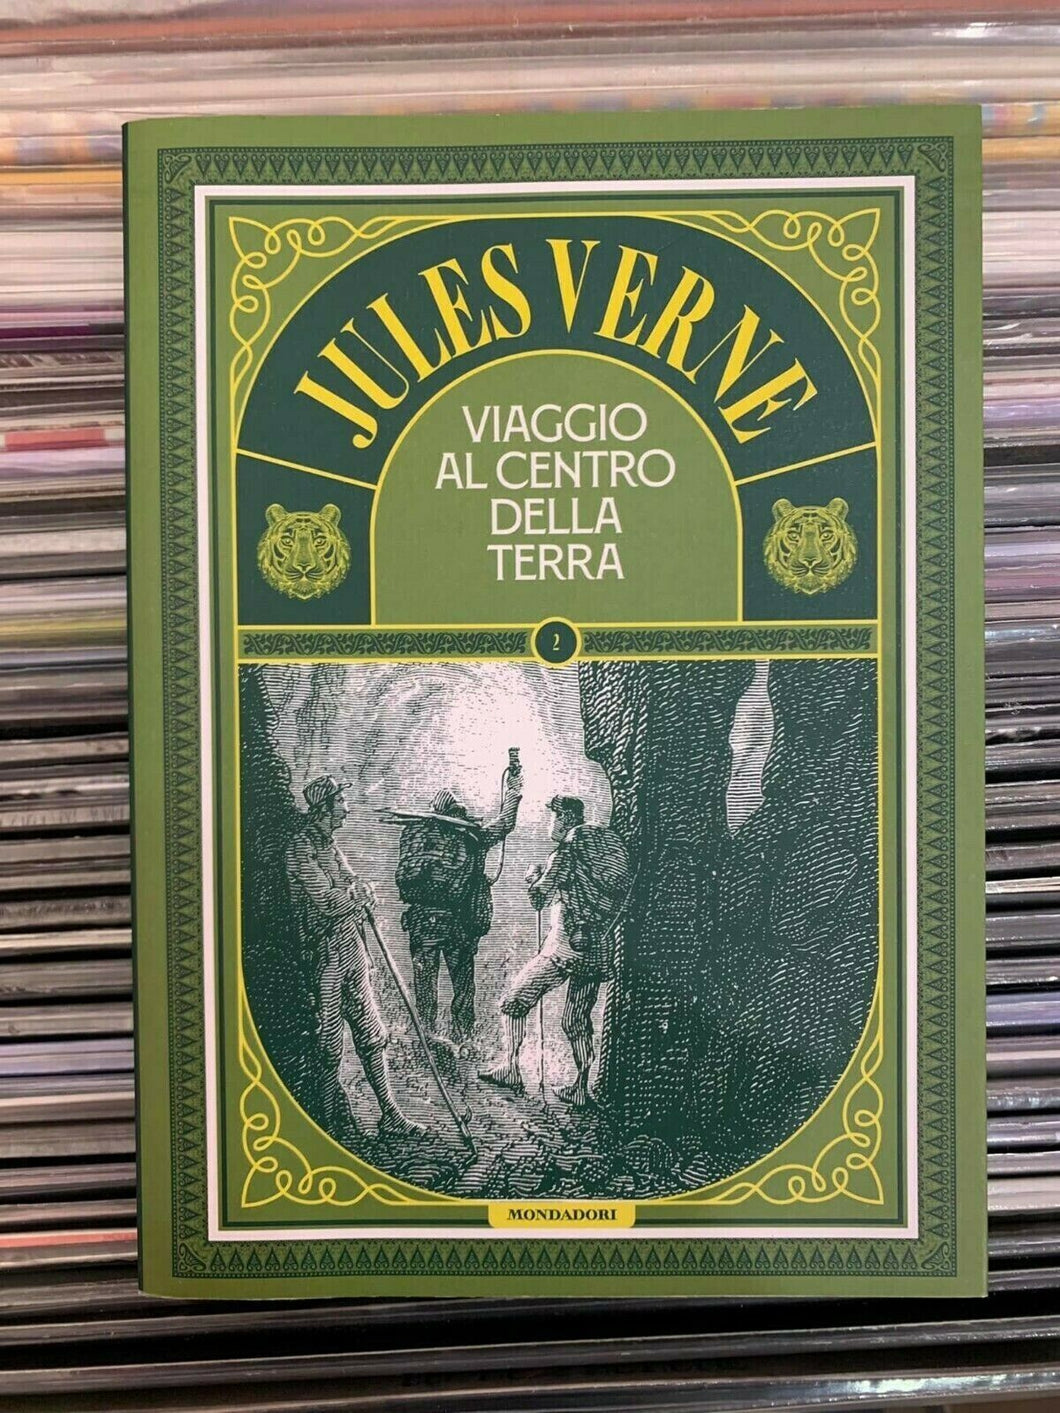 JULES VERNE
VIAGGIO
AL CENTRO
DELLA
TERRA
2
MONDADORI